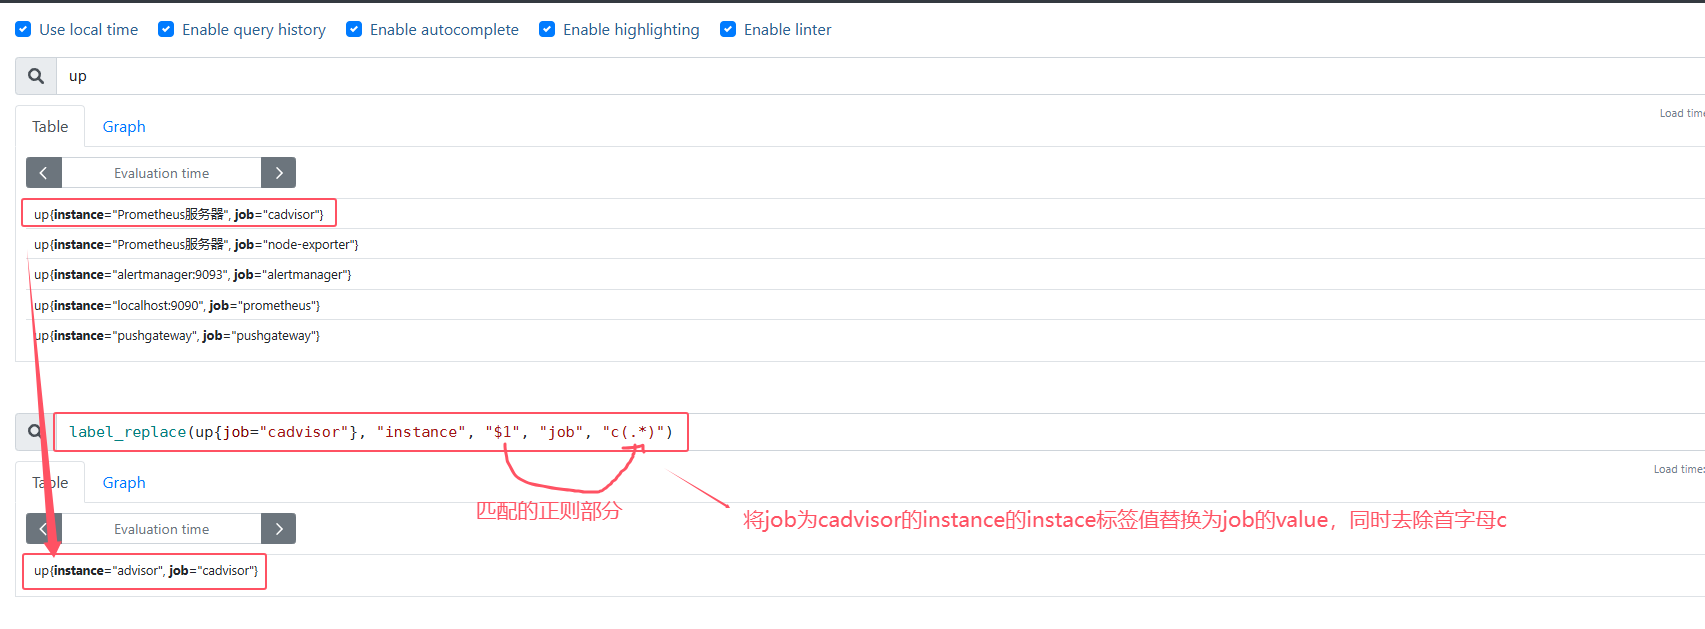 Use local time Enable query history Enable autocomplete Enable highlighting Enable linter
up
Table Graph
Load time
Evaluation time
up{instance="Prometheus服务器", job="cadvisor"}
up{instance="Prometheus服务器", job="node-exporter"}
up{instance="alertmanager:9093", job="alertmanager"}
up{instance="localhost:9090", job="prometheus"}
up{instance="pushgateway", job="pushgateway"}
label_replace(up{job="cadvisor"}, "instance", "$1", "job", "c(.*)")
Table Graph
Load time:
匹配的正则部分
将job为cadvisor的instance的instace标签值替换为job的value，同时去除首字母c
Evaluation time
up{instance="advisor", job="cadvisor"}